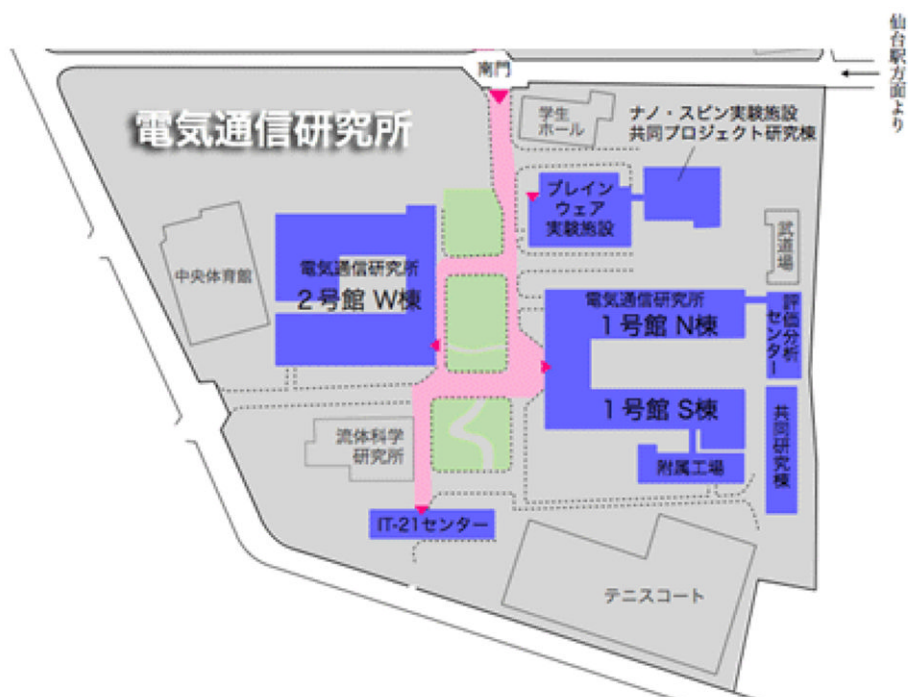 仙台駅方面より
南門
電気通信研究所
学生
ホール
ナノ・スピン実験施設
共同プロジェクト研究棟
ブレイン
ウェア
実験施設
武道場
中央体育館
電気通信研究所
2号館 W棟
電気通信研究所
1号館 N棟
評価分析
センター
1号館 S棟
共同研究棟
流体科学
研究所
附属工場
IT-21センター
テニスコート